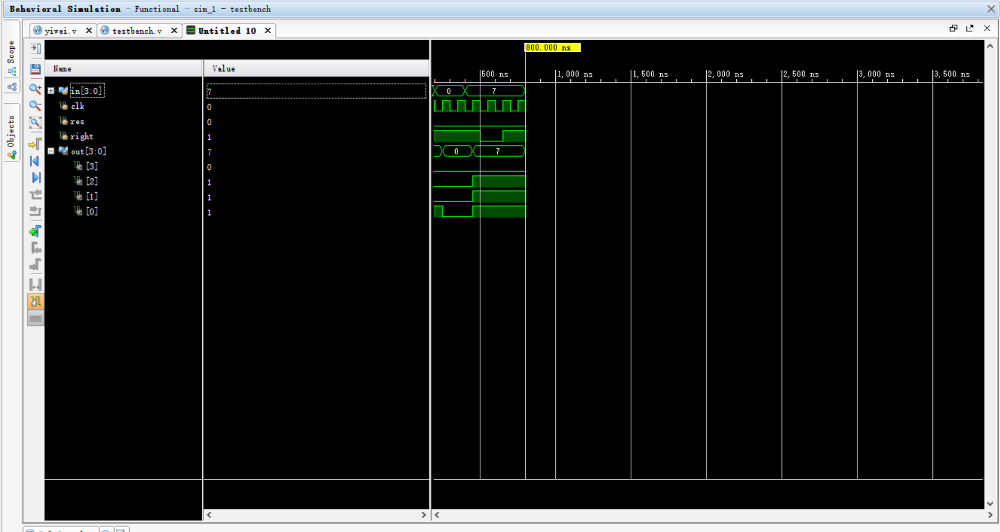 Behavioral Simulation - Functional - sim_1 - testbench
yiwei.v
testbench.v
Untitled 10
Scope
Objects
800.000 ns
Name
Value
500 ns
1,000 ns
1,500 ns
2,000 ns
2,500 ns
3,000 ns
3,500 ns
in[3:0]
7
0
7
clk
0
res
0
right
1
out[3:0]
7
0
7
[3]
0
[2]
1
[1]
1
[0]
1